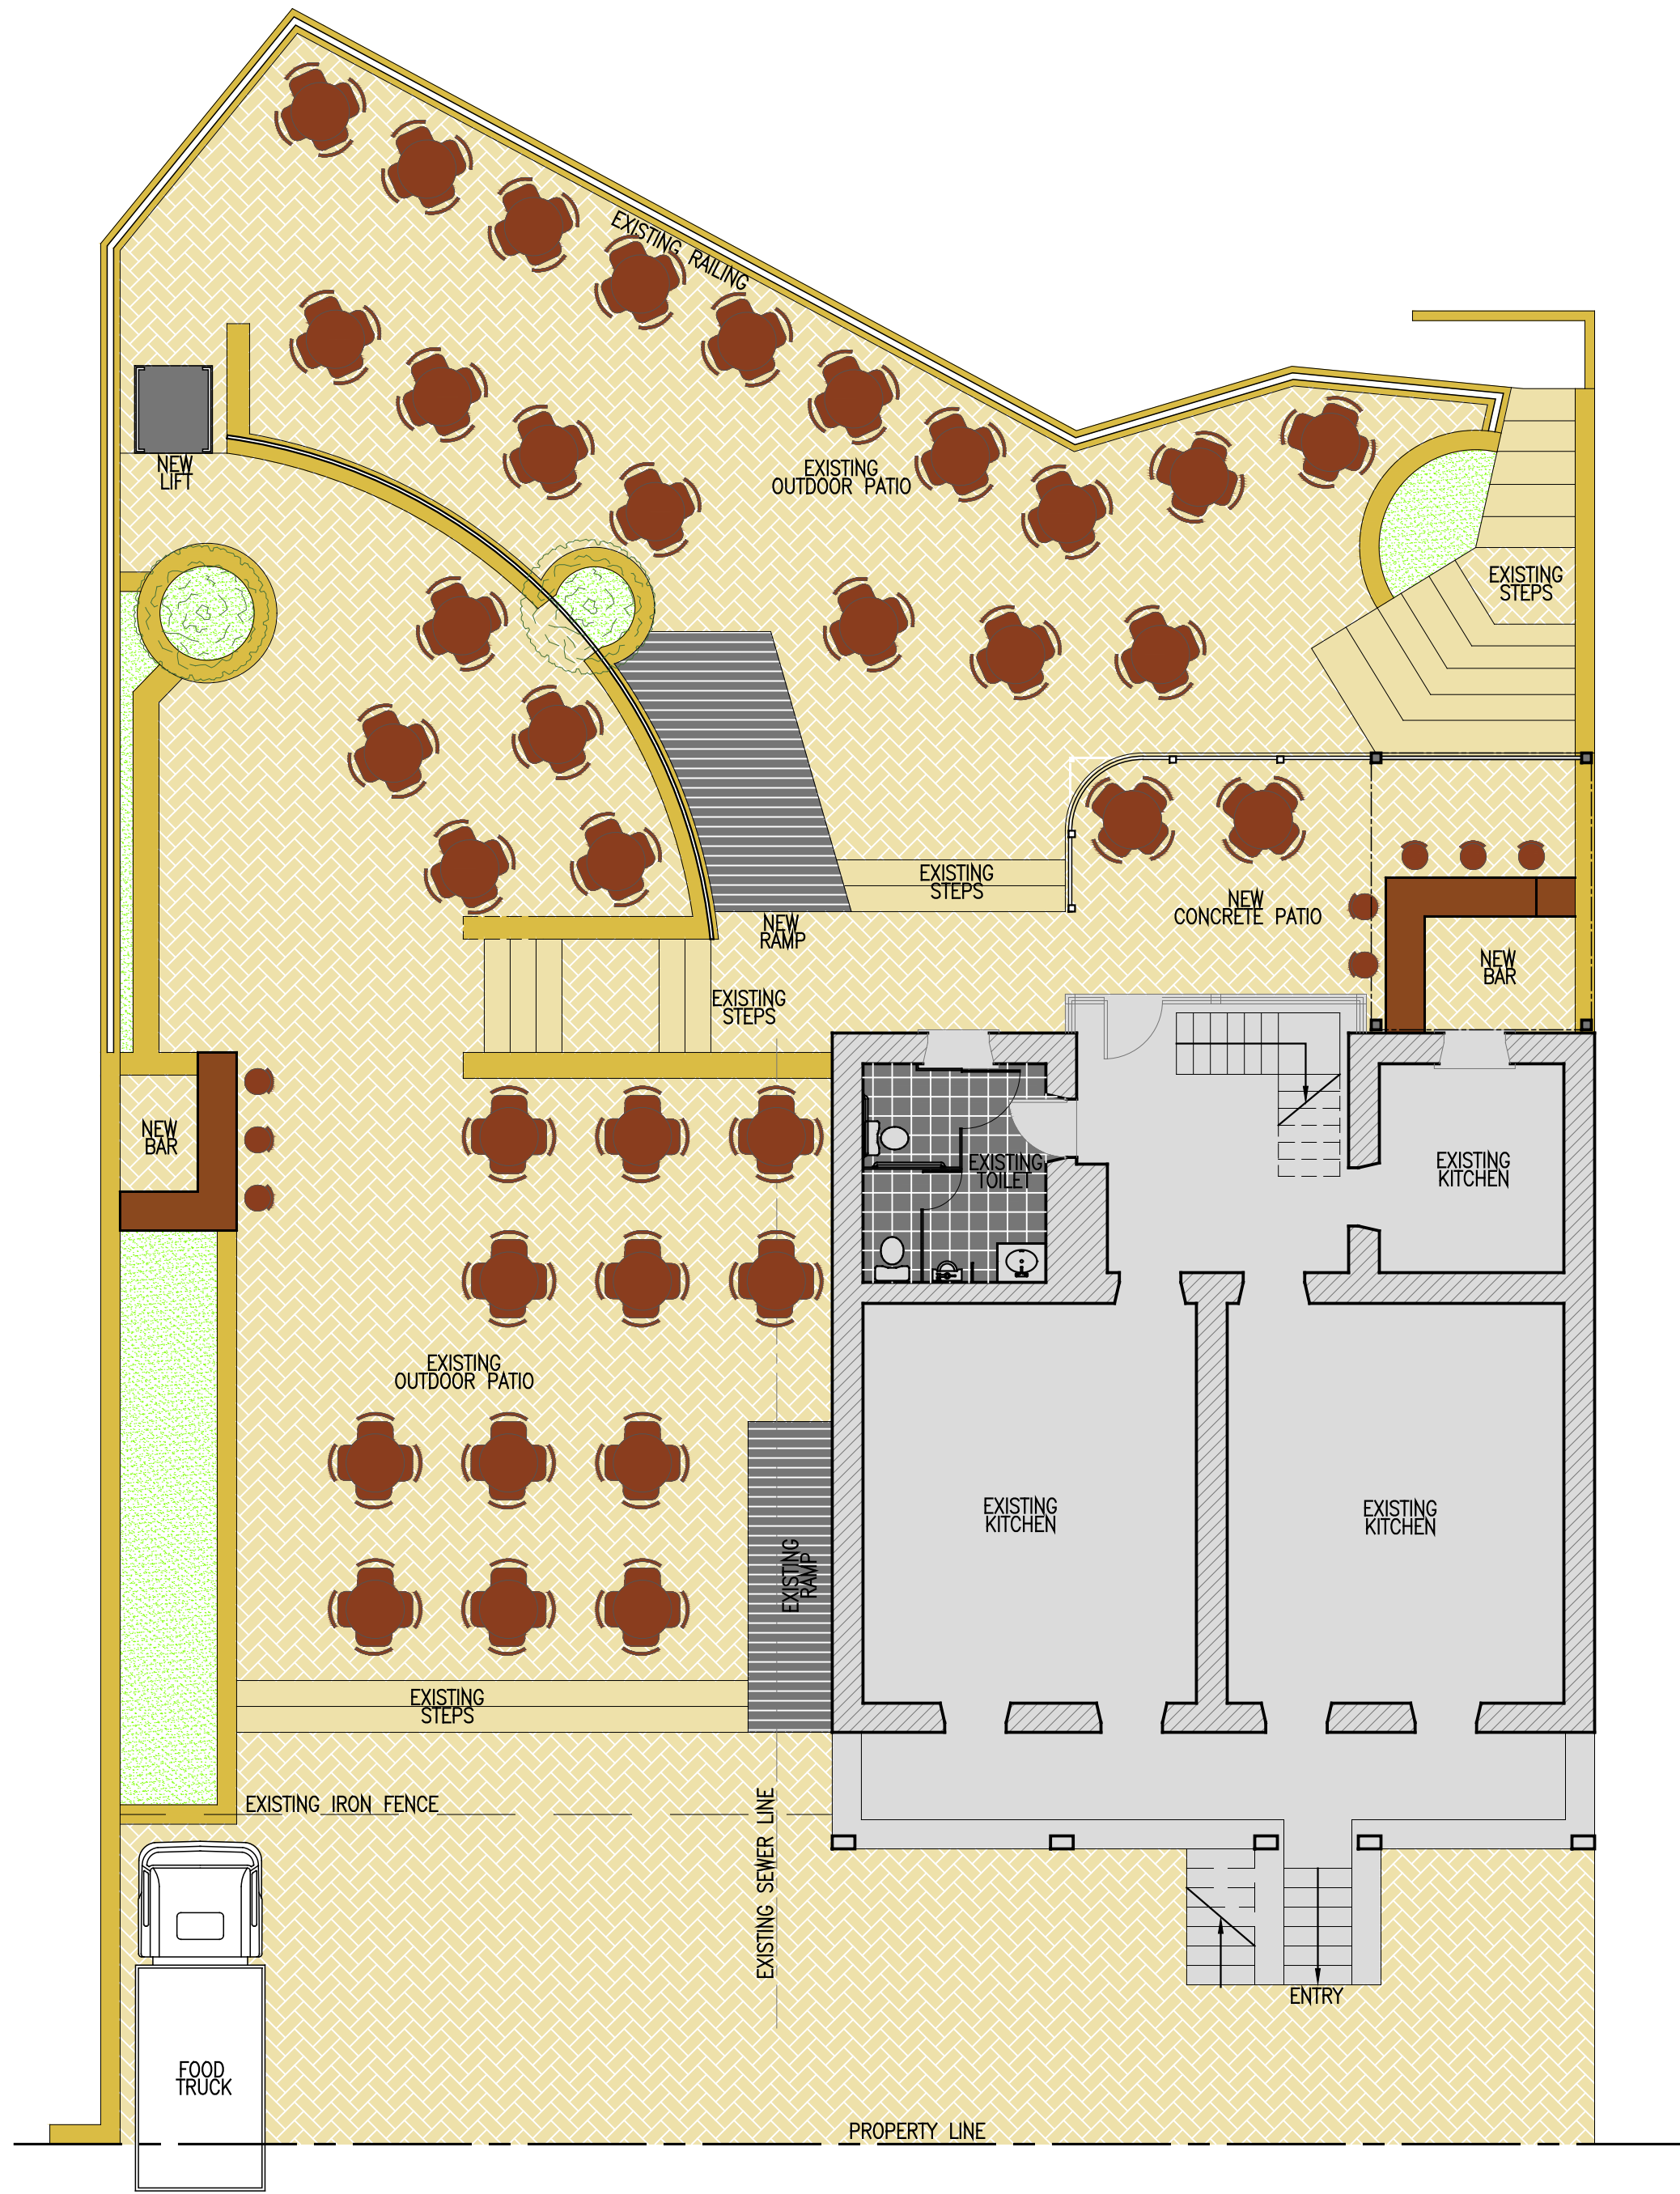 EXISTING RAILING
NEW
LIFT
EXISTING
OUTDOOR PATIO
EXISTING
STEPS
EXISTING
STEPS
NEW
RAMP
NEW
CONCRETE PATIO
NEW
BAR
EXISTING
STEPS
NEW
BAR
EXISTING
TOILET
EXISTING
KITCHEN
EXISTING
OUTDOOR PATIO
EXISTING
RAMP
EXISTING
KITCHEN
EXISTING
KITCHEN
EXISTING
STEPS
EXISTING IRON FENCE
EXISTING SEWER LINE
ENTRY
FOOD
TRUCK
PROPERTY LINE